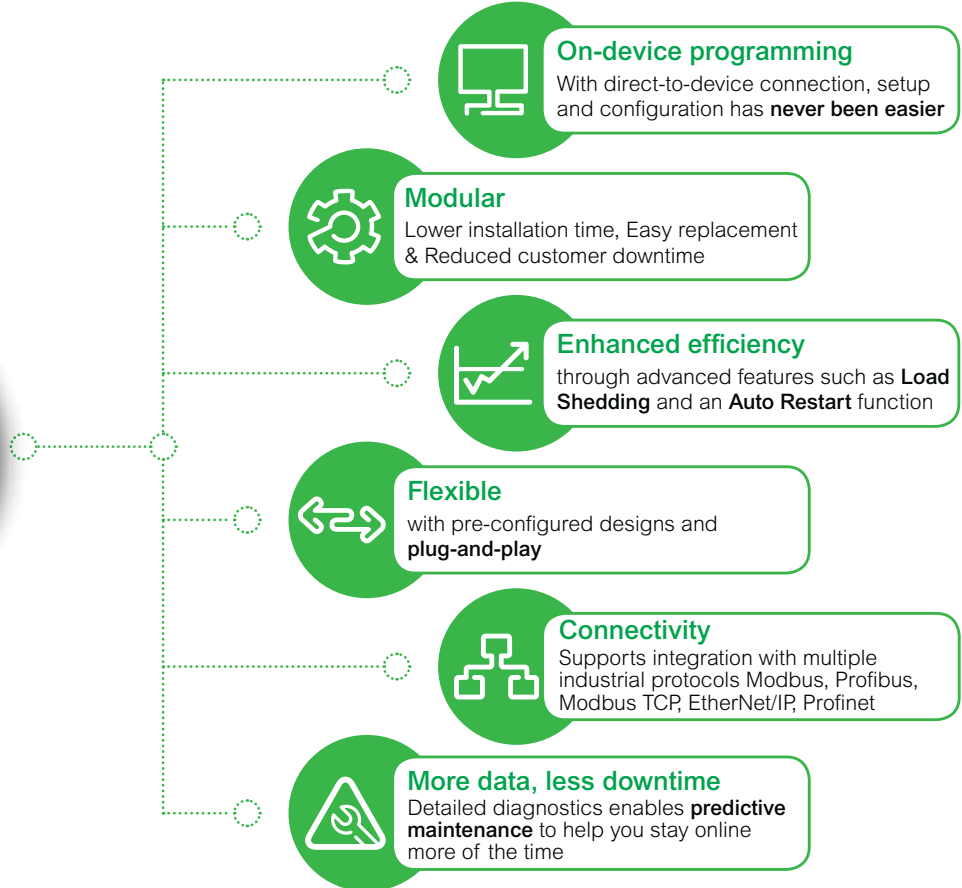 On-device programming
With direct-to-device connection, setup
and configuration has never been easier
Modular
Lower installation time, Easy replacement
& Reduced customer downtime
Enhanced efficiency
through advanced features such as Load
Shedding and an Auto Restart function
Flexible
with pre-configured designs and
plug-and-play
Connectivity
Supports integration with multiple
industrial protocols Modbus, Profibus,
Modbus TCP, EtherNet/IP, Profinet
More data, less downtime
Detailed diagnostics enables predictive
maintenance to help you stay online
more of the time